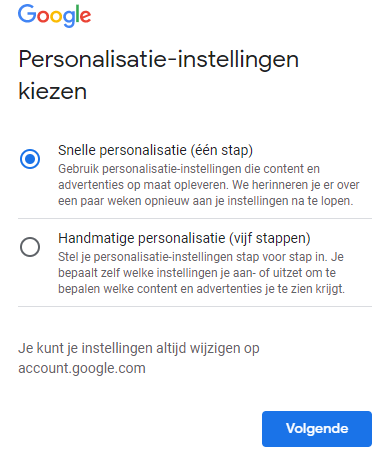 Google
Personalisatie-instellingen
kiezen
Snelle personalisatie (één stap)
Gebruik personalisatie-instellingen die content en
advertenties op maat opleveren. We herinneren je er over
een paar weken opnieuw aan je instellingen na te lopen.
Handmatige personalisatie (vijf stappen)
Stel je personalisatie-instellingen stap voor stap in. Je
bepaalt zelf welke instellingen je aan- of uitzet om te
bepalen welke content en advertenties je te zien krijgt.
Je kunt je instellingen altijd wijzigen op
account.google.com
Volgende